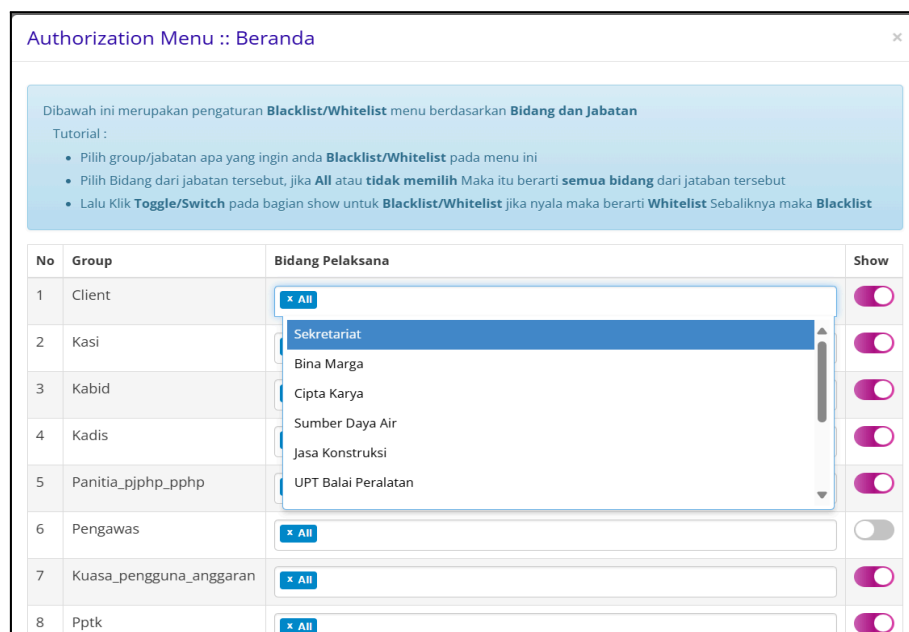 Authorization Menu :: Beranda ×
Dibawah ini merupakan pengaturan Blacklist/Whitelist menu berdasarkan Bidang dan Jabatan
Tutorial :
• Pilih group/jabatan apa yang ingin anda Blacklist/Whitelist pada menu ini
• Pilih Bidang dari jabatan tersebut, jika All atau tidak memilih Maka itu berarti semua bidang dari jataban tersebut
• Lalu Klik Toggle/Switch pada bagian show untuk Blacklist/Whitelist jika nyala maka berarti Whitelist Sebaliknya maka Blacklist
No Group Bidang Pelaksana Show
1 Client × All
Sekretariat
2 Kasi
Bina Marga
3 Kabid
Cipta Karya
Sumber Daya Air
4 Kadis
Jasa Konstruksi
5 Panitia_pjphp_pphp
UPT Balai Peralatan
6 Pengawas × All
7 Kuasa_pengguna_anggaran × All
8 Pptk × All